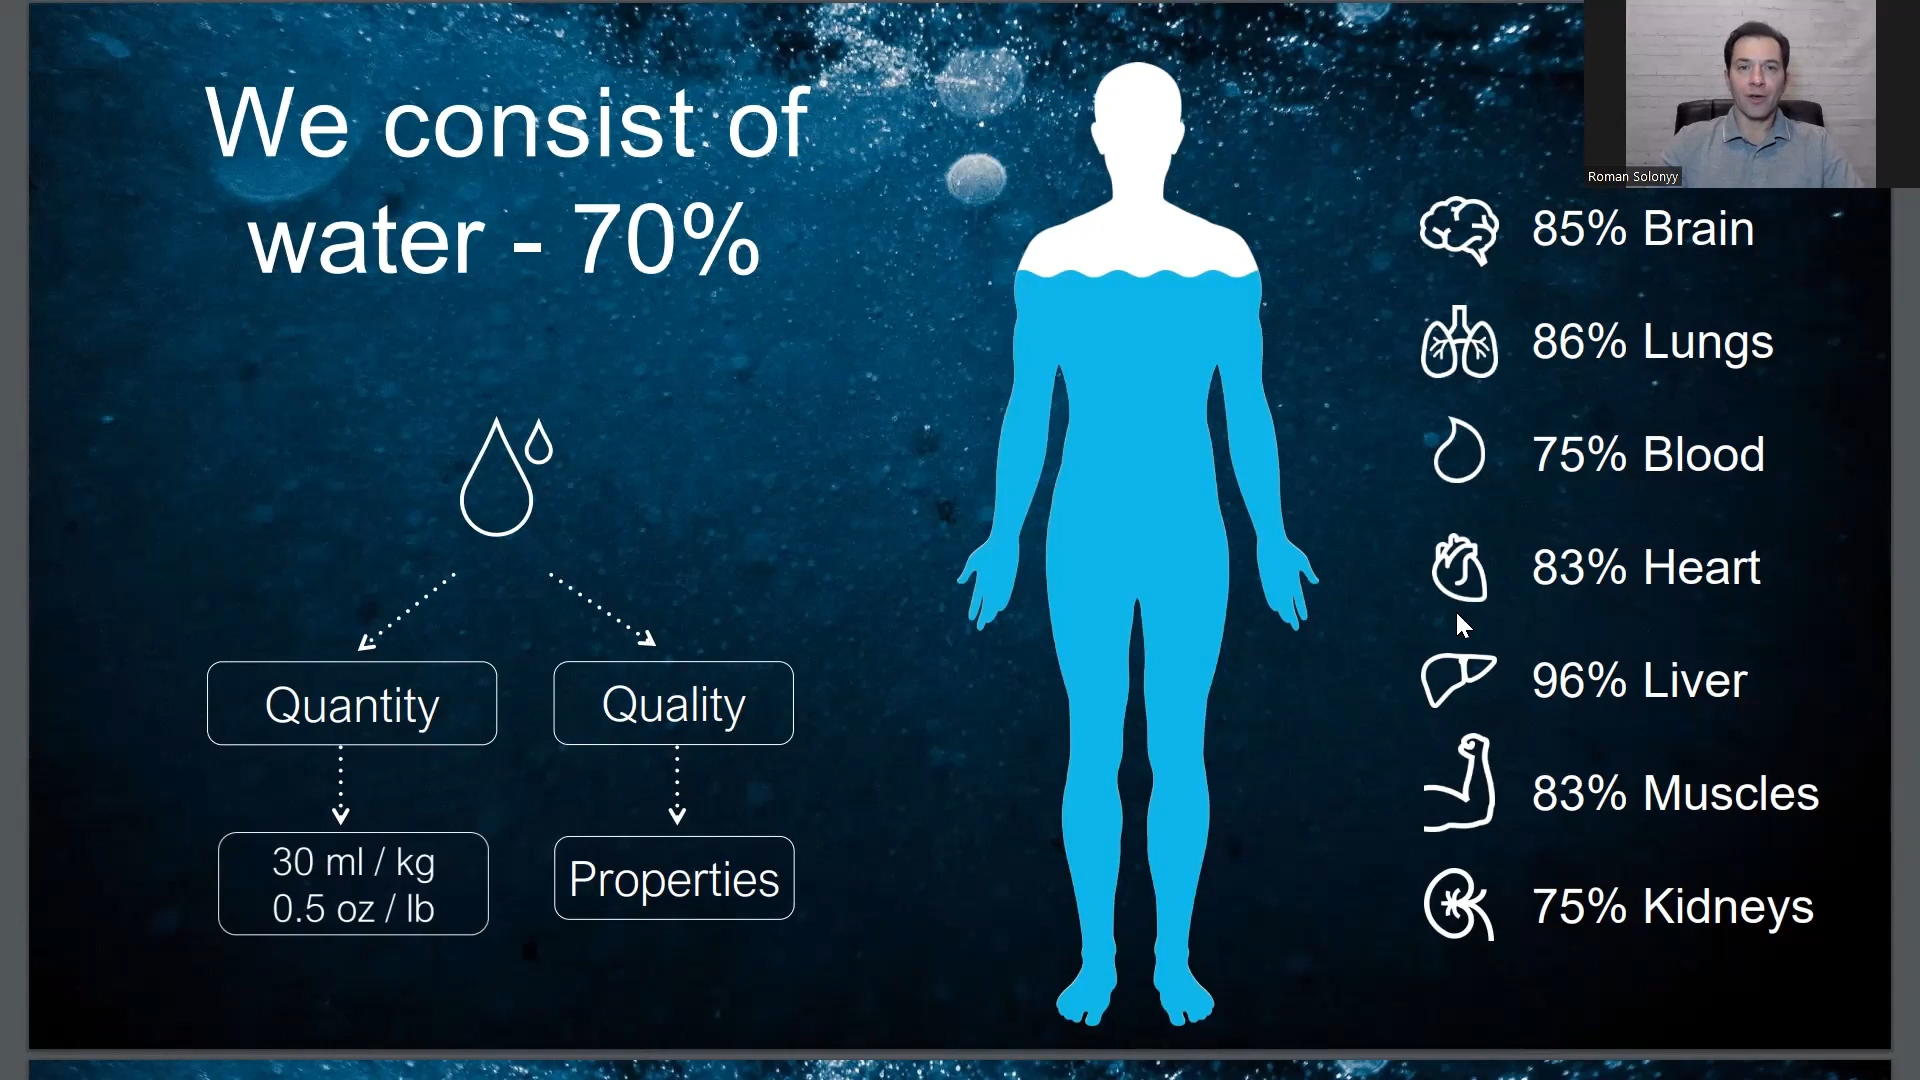 We consist of
water - 70%
Quantity
Quality
30 ml / kg
0.5 oz / lb
Properties
Roman Solonyy
85% Brain
86% Lungs
75% Blood
83% Heart
96% Liver
83% Muscles
75% Kidneys